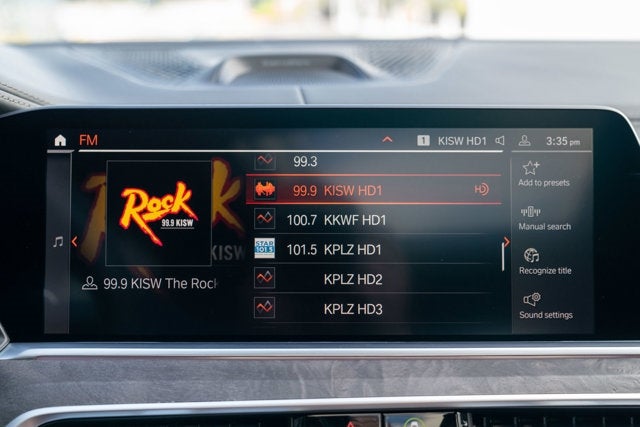 FM
1 KISW HD1
3:35 pm
99.3
99.9 KISW HD1
HD
100.7 KKWF HD1
STAR 101.5
101.5 KPLZ HD1
KPLZ HD2
KPLZ HD3
Rock
99.9 KISW
KISW
99.9 KISW The Rock
Add to presets
Manual search
Recognize title
Sound settings